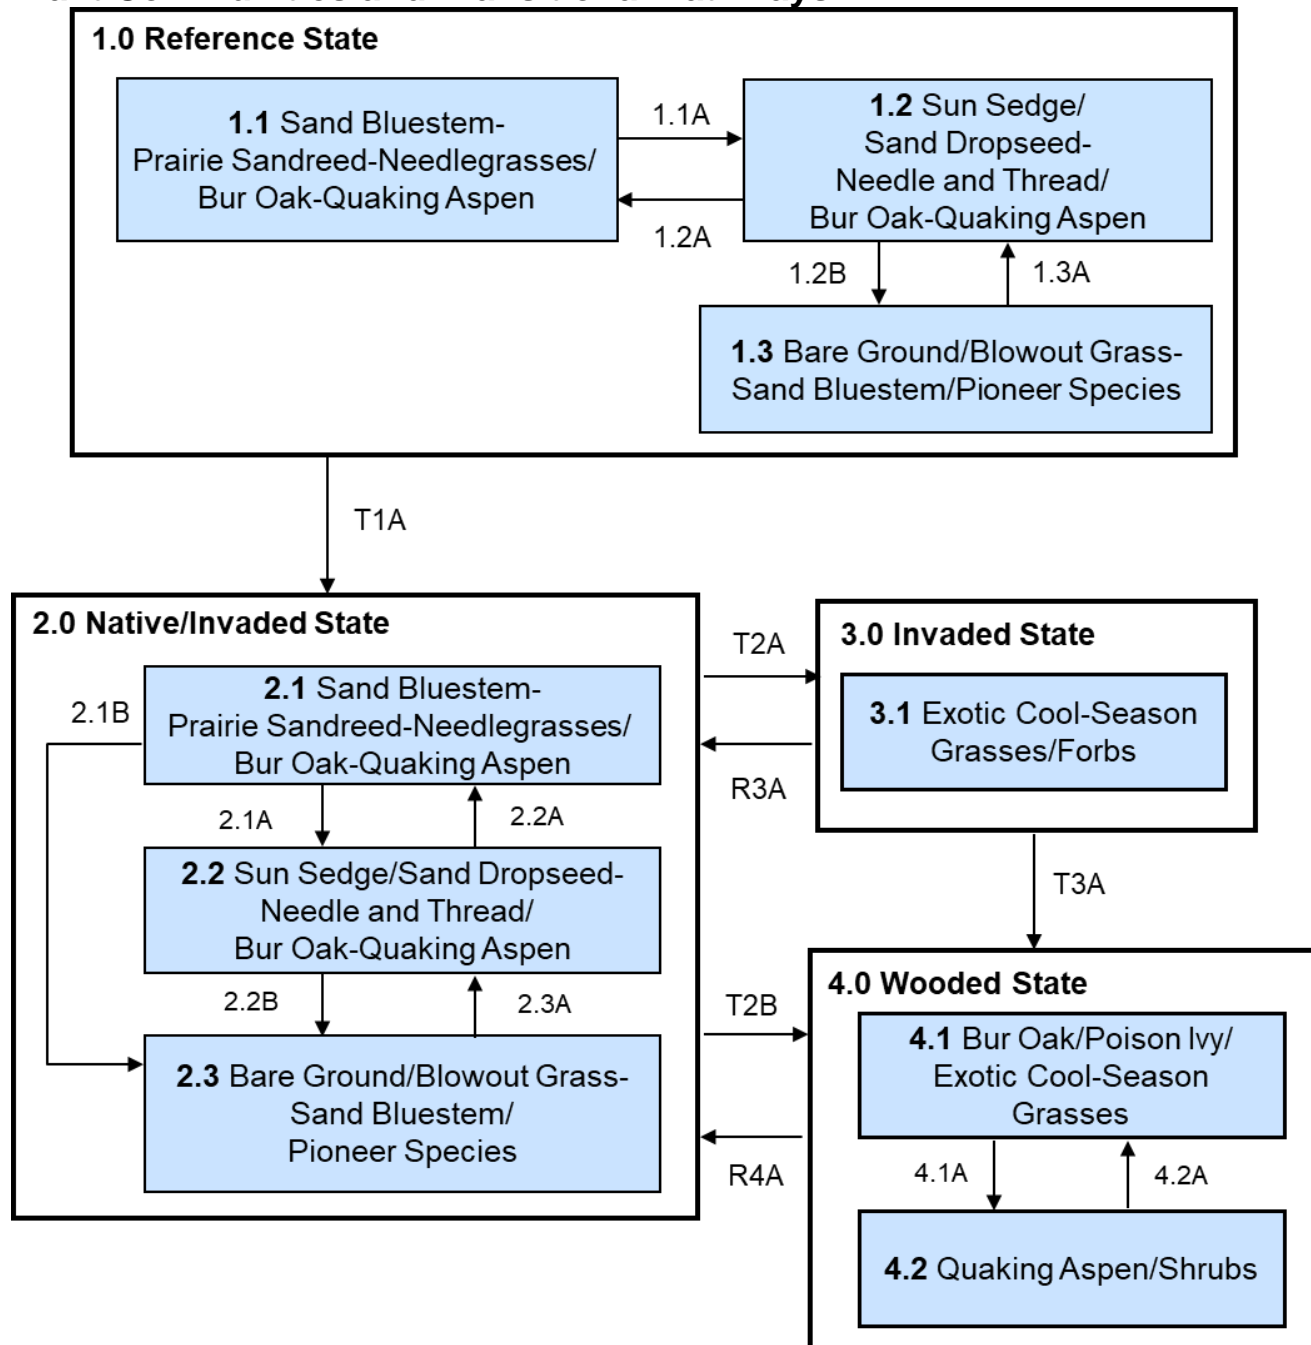 1.0 Reference State
1.1 Sand Bluestem-
Prairie Sandreed-Needlegrasses/
Bur Oak-Quaking Aspen
1.1A
1.2A
1.2 Sun Sedge/
Sand Dropseed-
Needle and Thread/
Bur Oak-Quaking Aspen
1.2B
1.3A
1.3 Bare Ground/Blowout Grass-
Sand Bluestem/Pioneer Species
T1A
2.0 Native/Invaded State
2.1B
2.1 Sand Bluestem-
Prairie Sandreed-Needlegrasses/
Bur Oak-Quaking Aspen
2.1A
2.2A
2.2 Sun Sedge/Sand Dropseed-
Needle and Thread/
Bur Oak-Quaking Aspen
2.2B
2.3A
2.3 Bare Ground/Blowout Grass-
Sand Bluestem/
Pioneer Species
T2A
R3A
3.0 Invaded State
3.1 Exotic Cool-Season
Grasses/Forbs
T3A
T2B
R4A
4.0 Wooded State
4.1 Bur Oak/Poison Ivy/
Exotic Cool-Season
Grasses
4.1A
4.2A
4.2 Quaking Aspen/Shrubs